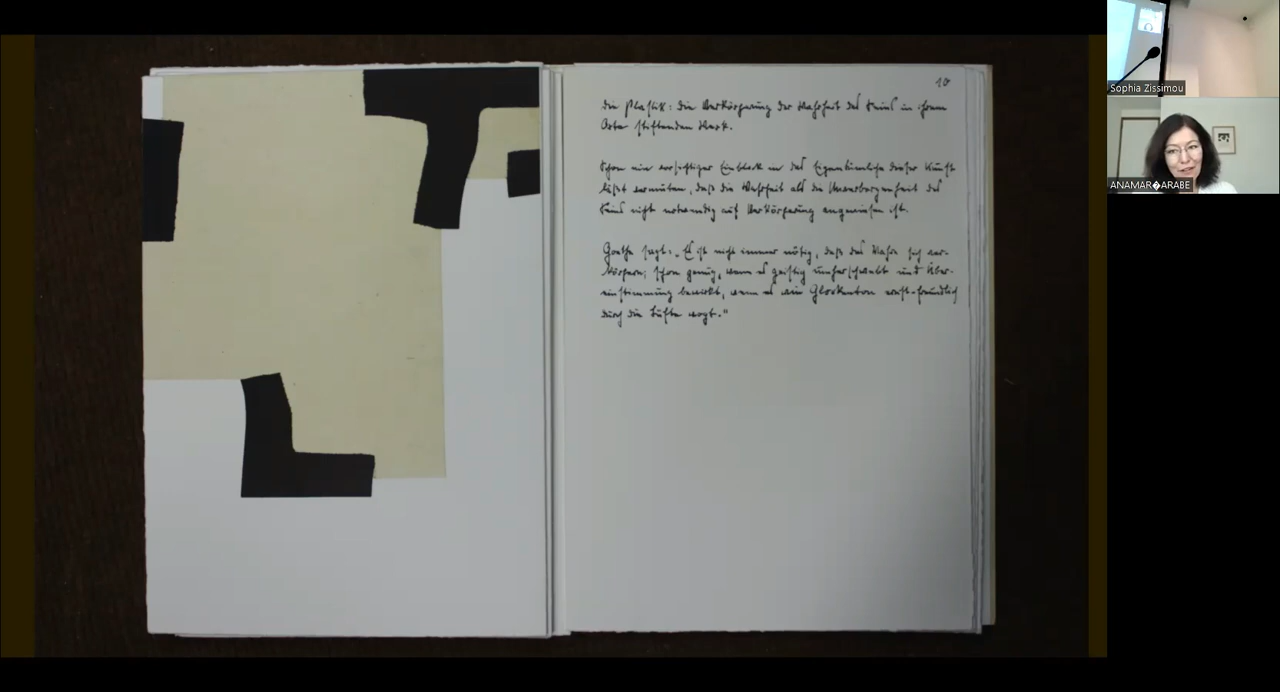 10
Die Plastik: die Verkörperung der Wahrheit des Seins in ihrem
Orte stiftenden Werk.
Schon ein vorsichtiger Einblick in das Eigentümliche dieser Kunst
läßt vermuten, daß die Wahrheit als die Unverborgenheit des
Seins nicht notwendig auf Verkörperung angewiesen ist.
Goethe sagt: „Es ist nicht immer nötig, daß das Wahre sich ver-
körpere; schon genug, wenn es geistig umherschwebt und Über-
einstimmung bewirkt, wenn es wie Glockenton ernst-freundlich
durch die Lüfte wogt.“
Sophia Zissimou
ANAMAR�ARABE